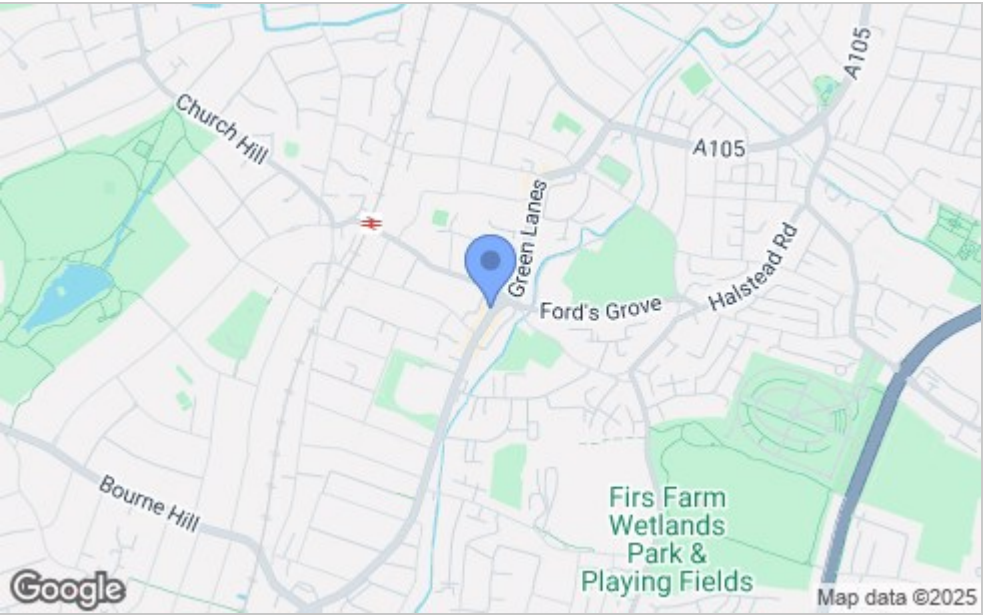 A105
Church Hill
A105
Green Lanes
Halstead Rd
Ford's Grove
Bourne Hill
Firs Farm
Wetlands
Park &
Playing Fields
Google
Map data ©2025